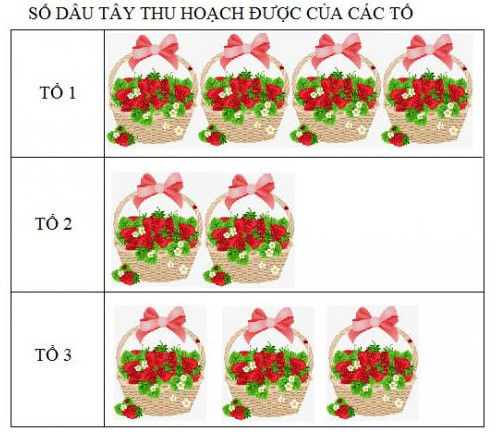 SỐ DÂU TÂY THU HOẠCH ĐƯỢC CỦA CÁC TỔ
TỔ 1
TỔ 2
TỔ 3